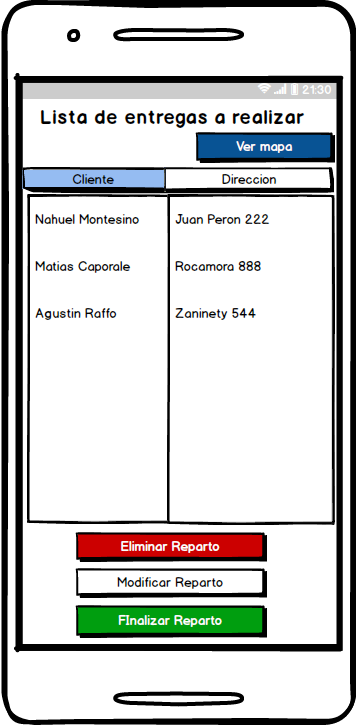 21:30
Lista de entregas a realizar
Ver mapa
Cliente Direccion
Nahuel Montesino Juan Peron 222
Matias Caporale Rocamora 888
Agustin Raffo Zaninety 544
Eliminar Reparto
Modificar Reparto
FInalizar Reparto